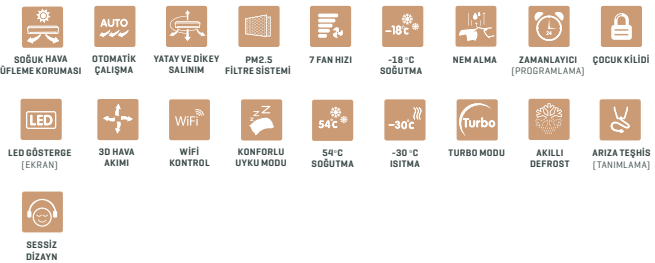 SOĞUK HAVA
ÜFLEME KORUMASI
AUTO
OTOMATİK
ÇALIŞMA
YATAY VE DİKEY
SALINIM
PM2.5
FİLTRE SİSTEMİ
7 FAN HIZI
-18°c
-18 °C
SOĞUTMA
NEM ALMA
24
ZAMANLAYICI
[PROGRAMLAMA]
ÇOCUK KİLİDİ
LED
LED GÖSTERGE
[EKRAN]
3D HAVA
AKIMI
WiFi
WİFİ
KONTROL
z z z
KONFORLU
UYKU MODU
54°c
54°C
SOĞUTMA
-30°c
-30 °C
ISITMA
Turbo
TURBO MODU
AKILLI
DEFROST
ARIZA TEŞHİS
[TANIMLAMA]
SESSİZ
DİZAYN